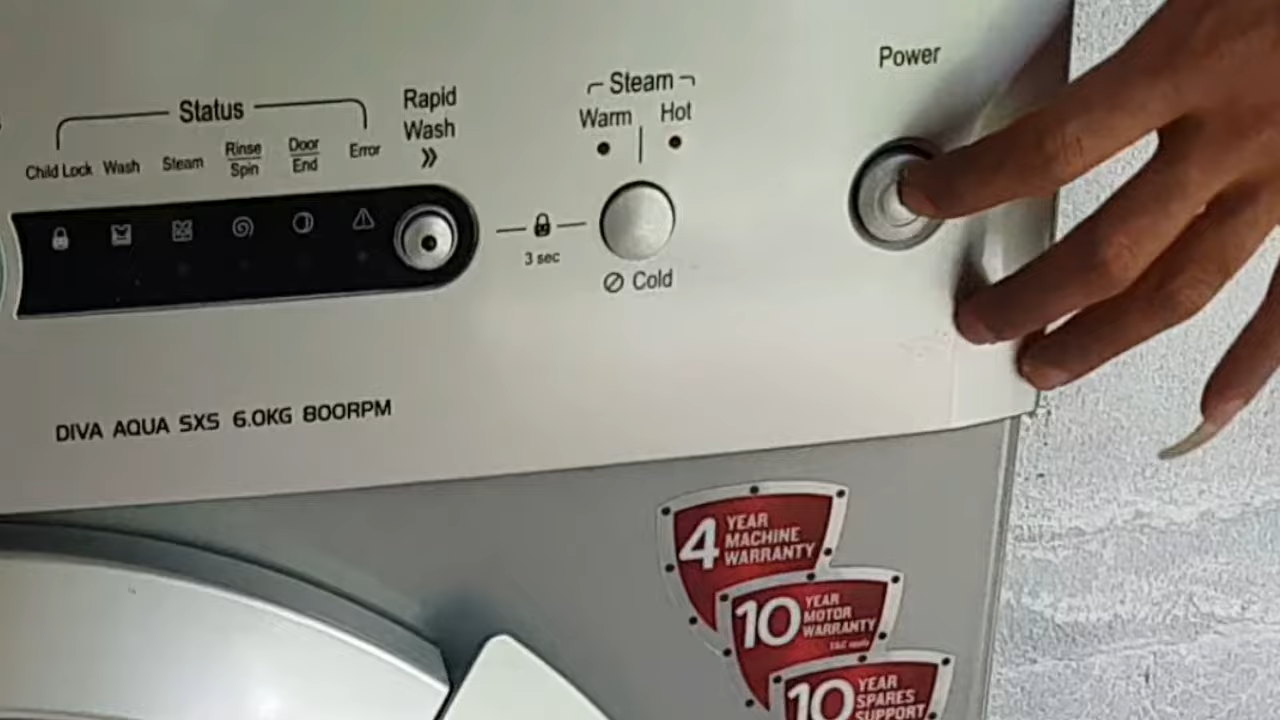 Status
Child Lock
Wash
Steam
Rinse
Spin
Door
End
Error
Rapid
Wash
3 sec
Steam
Warm
Hot
Cold
Power
DIVA AQUA SXS 6.0KG 800RPM
4 YEAR
MACHINE
WARRANTY
10 YEAR
MOTOR
WARRANTY
10 YEAR
SPARES
SUPPORT